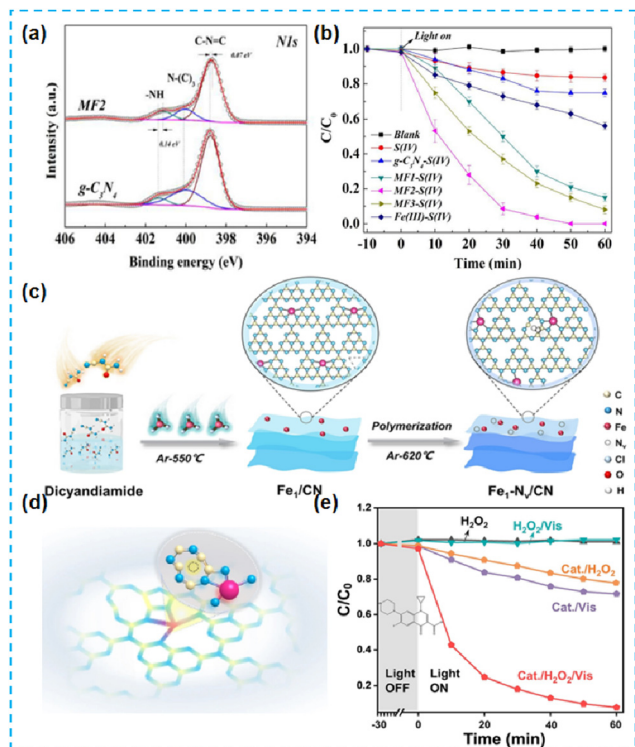 (a)
N1s
C-N=C
0.07 eV
N-(C)3
-NH
MF2
0.14 eV
g-C3N4
Intensity (a.u.)
406 404 402 400 398 396 394
Binding energy (eV)
(b)
Light on
C/C0
1.0
0.8
0.6
0.4
0.2
0.0
Blank
S(IV)
g-C3N4-S(IV)
MF1-S(IV)
MF2-S(IV)
MF3-S(IV)
Fe(III)-S(IV)
-10 0 10 20 30 40 50 60
Time (min)
(c)
Ar-550℃
Polymerization
Ar-620℃
Dicyandiamide
Fe1/CN
Fe1-Nv/CN
C
N
Fe
Nv
Cl
O
H
(d)
(e)
C/C0
1.2
1.0
0.8
0.6
0.4
0.2
H2O2
H2O2/Vis
Cat./H2O2
Cat./Vis
Cat./H2O2/Vis
Light
OFF
Light
ON
-30 0 10 20 30 40 50 60
Time (min)